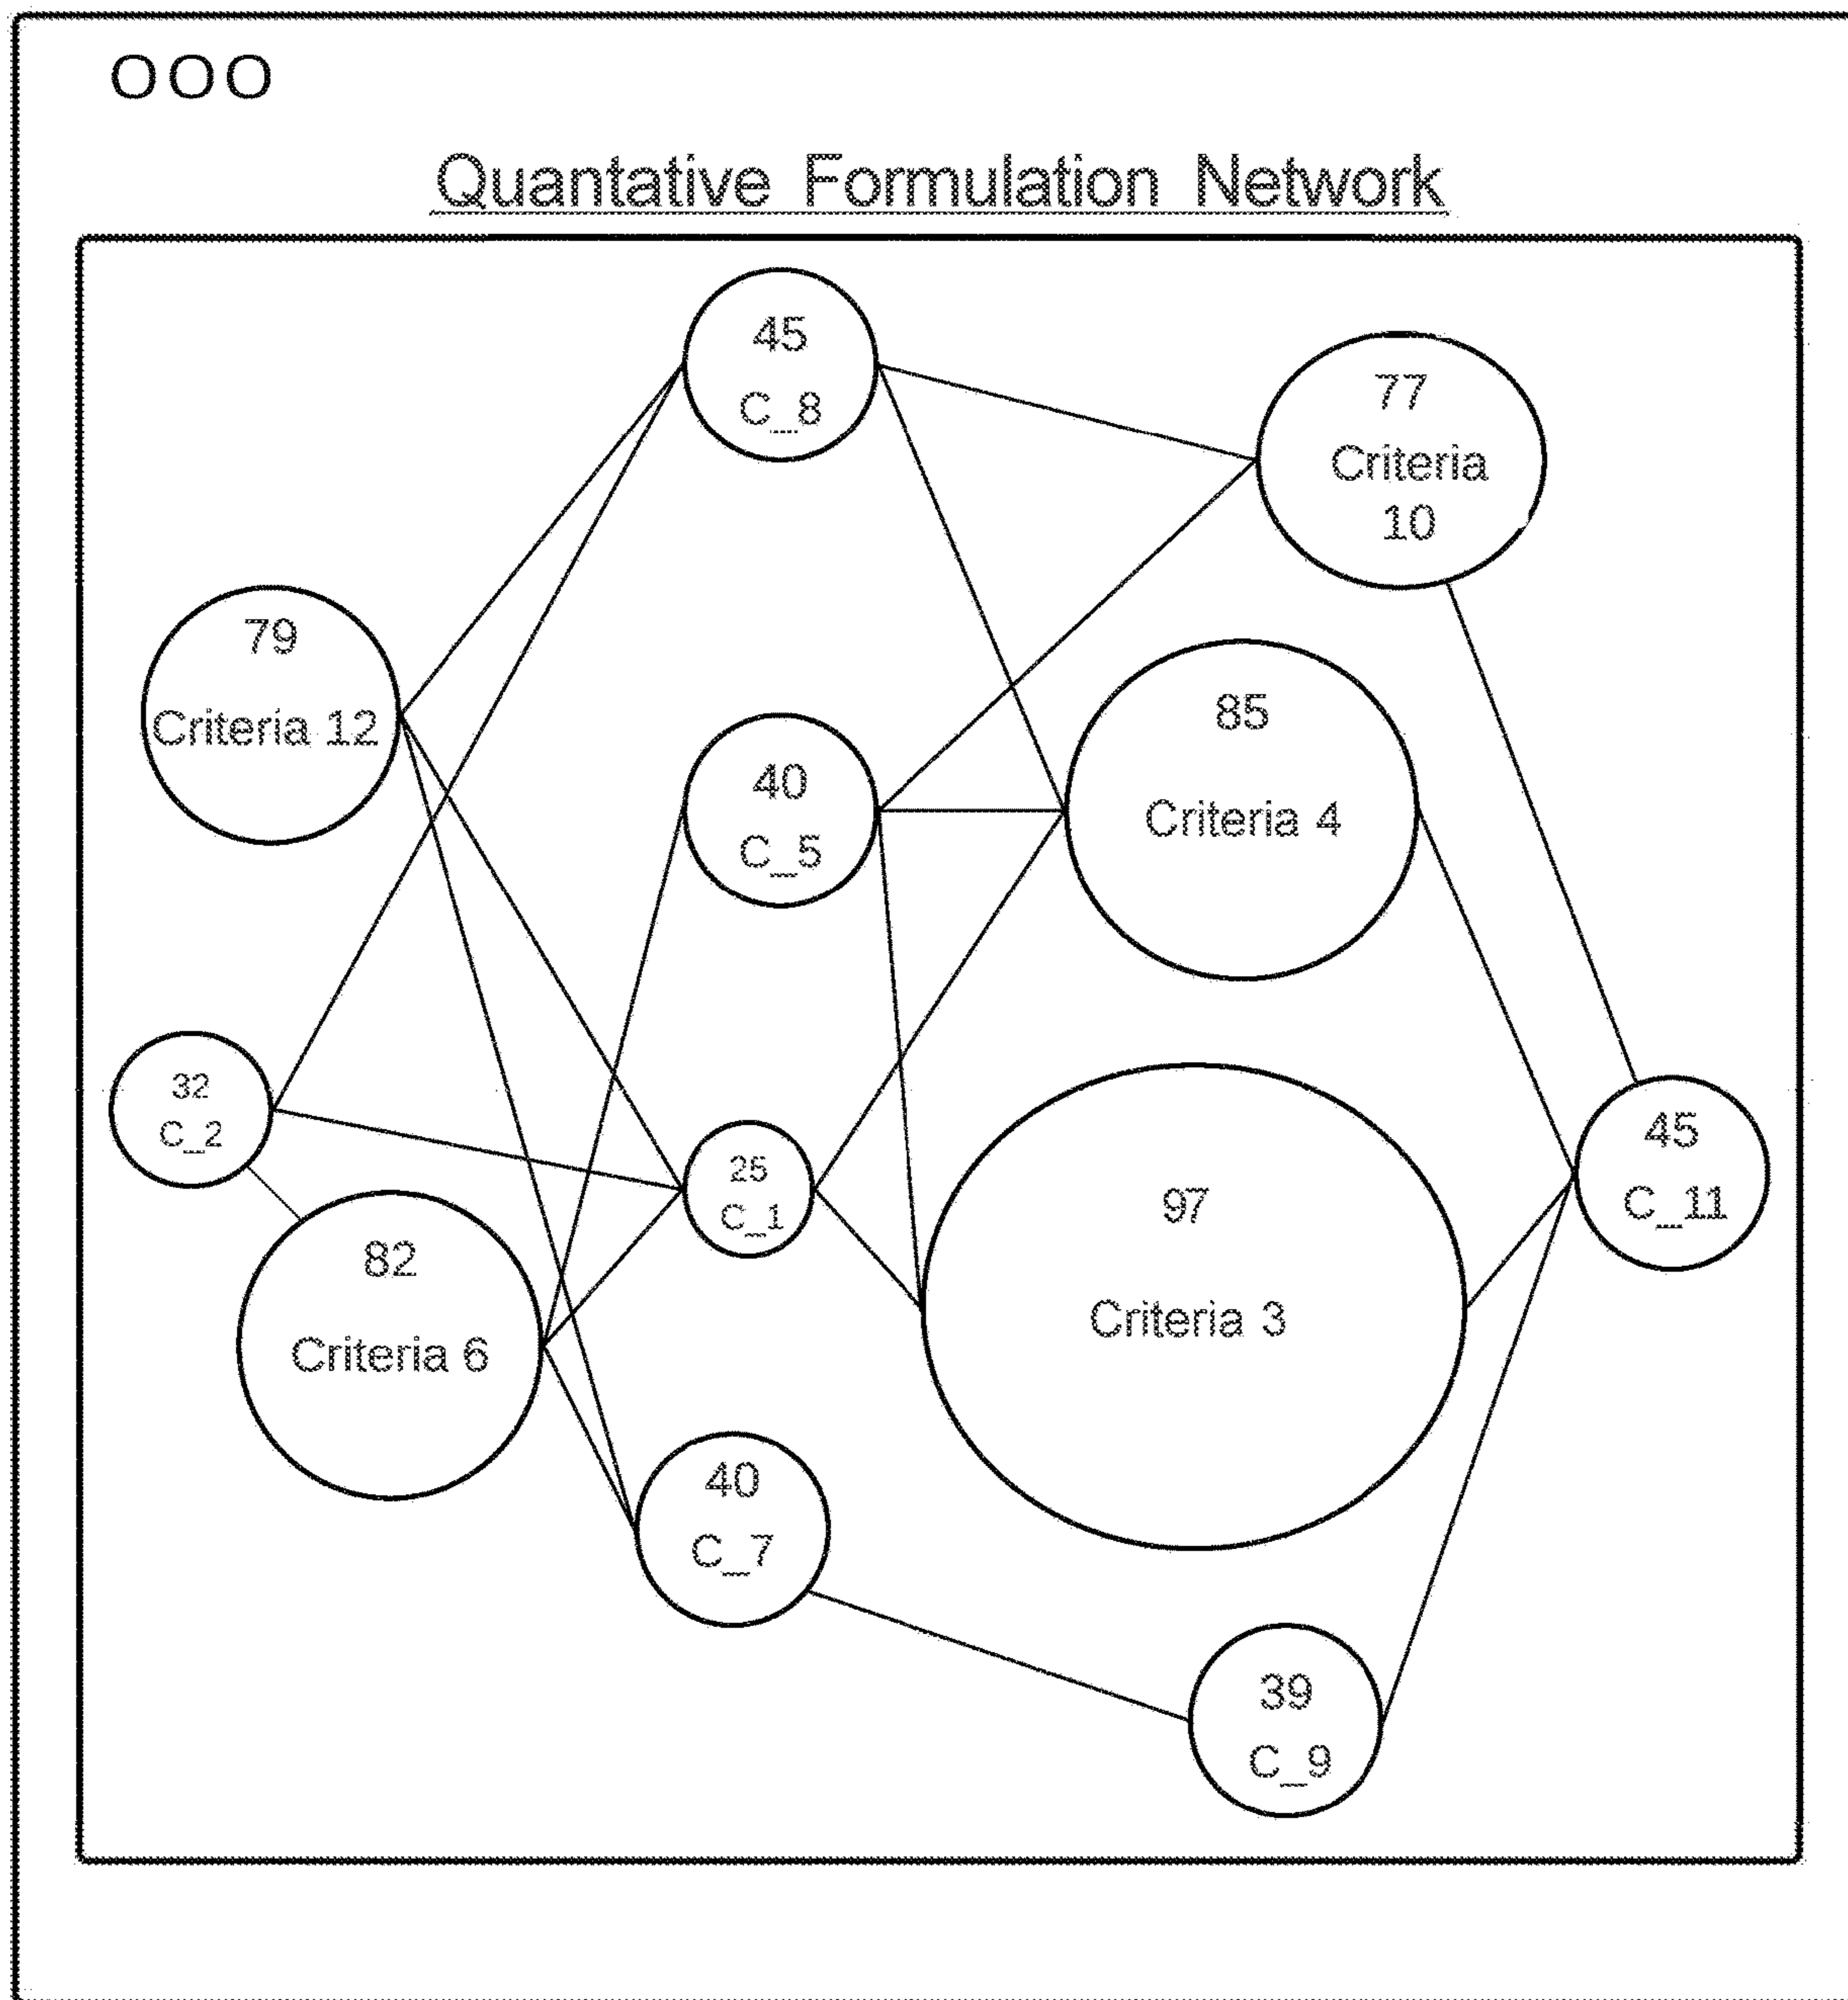 OOO
Quantative Formulation Network
45
C_8
77
Criteria
10
79
Criteria 12
85
Criteria 4
40
C_5
32
C_2
25
C_1
97
Criteria 3
45
C_11
82
Criteria 6
40
C_7
39
C_9